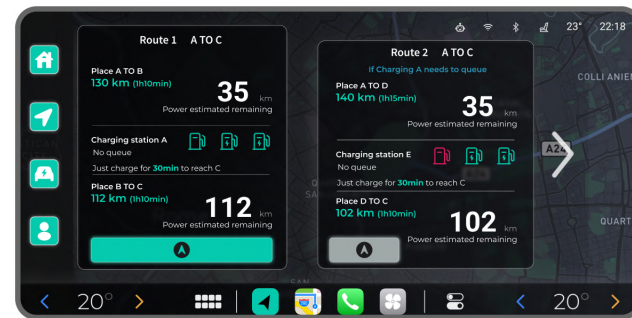 23° 22:18
Route 1 A TO C
Place A TO B
130 km (1h10min)
35 km
Power estimated remaining
Charging station A
No queue
Just charge for 30min to reach C
Place B TO C
112 km (1h10min)
112 km
Power estimated remaining
Route 2 A TO C
If Charging A needs to queue
Place A TO D
140 km (1h15min)
35 km
Power estimated remaining
Charging station E
No queue
Just charge for 30min to reach C
Place D TO C
102 km (1h10min)
102 km
Power estimated remaining
COLLI ANIE
A24
QUART
20° 20°